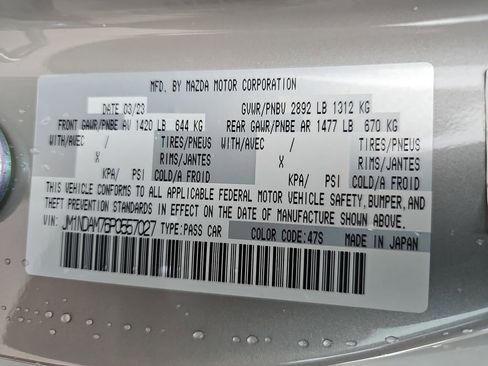 MFD. BY MAZDA MOTOR CORPORATION
DATE 03/23 GVWR/PNBV 2892 LB 1312 KG
FRONT GAWR/PNBE AV 1420 LB 644 KG REAR GAWR/PNBE AR 1477 LB 670 KG
WITH/AVEC / TIRES/PNEUS WITH/AVEC / TIRES/PNEUS
X RIMS/JANTES X RIMS/JANTES
KPA/ PSI COLD/A FROID KPA/ PSI COLD/A FROID
THIS VEHICLE CONFORMS TO ALL APPLICABLE FEDERAL MOTOR VEHICLE SAFETY, BUMPER, AND
THEFT PREVENTION STANDARDS IN EFFECT ON THE DATE OF MANUFACTURE SHOWN ABOVE.
VIN: JM1NDAM76P0557027 TYPE:PASS CAR COLOR CODE:47S MADE IN JAPAN